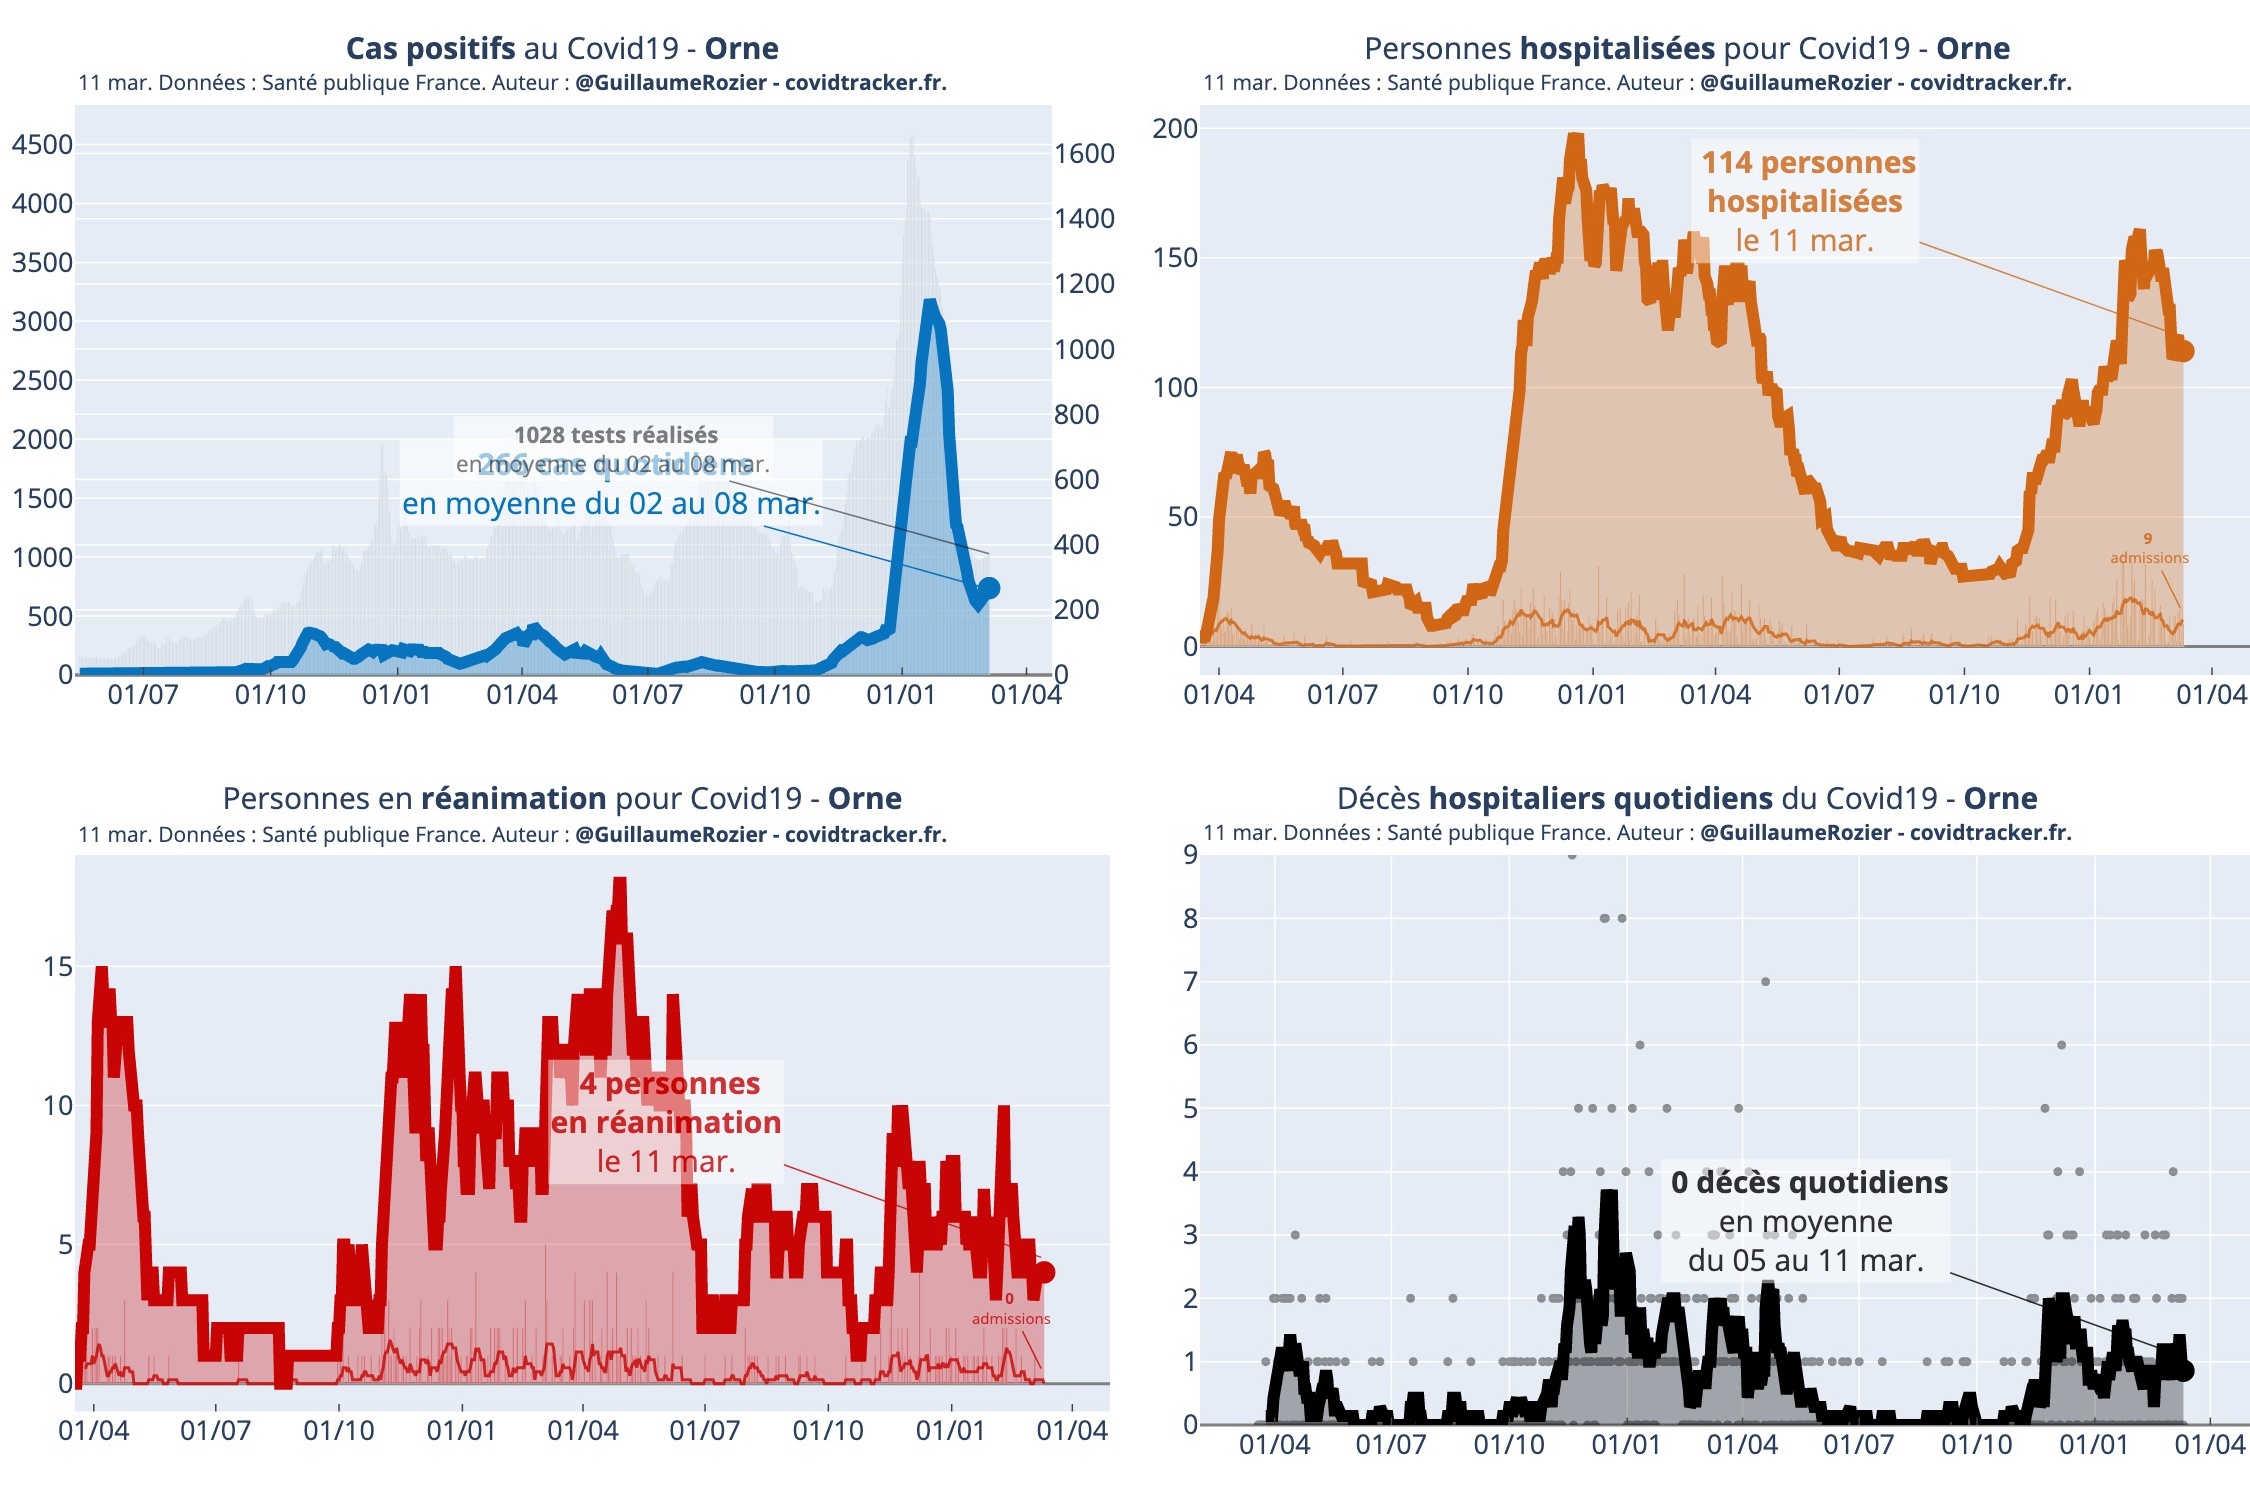 Cas positifs au Covid19 - Orne
11 mar. Données : Santé publique France. Auteur : @GuillaumeRozier - covidtracker.fr.
4500
4000
3500
3000
2500
2000
1500
1000
500
0
1600
1400
1200
1000
800
600
400
200
0
1028 tests réalisés
en moyenne du 02 au 08 mar.
266 cas quotidiens
en moyenne du 02 au 08 mar.
01/07 01/10 01/01 01/04 01/07 01/10 01/01 01/04
Personnes hospitalisées pour Covid19 - Orne
11 mar. Données : Santé publique France. Auteur : @GuillaumeRozier - covidtracker.fr.
200
150
100
50
0
114 personnes
hospitalisées
le 11 mar.
9
admissions
01/04 01/07 01/10 01/01 01/04 01/07 01/10 01/01 01/04
Personnes en réanimation pour Covid19 - Orne
11 mar. Données : Santé publique France. Auteur : @GuillaumeRozier - covidtracker.fr.
15
10
5
0
4 personnes
en réanimation
le 11 mar.
0
admissions
01/04 01/07 01/10 01/01 01/04 01/07 01/10 01/01 01/04
Décès hospitaliers quotidiens du Covid19 - Orne
11 mar. Données : Santé publique France. Auteur : @GuillaumeRozier - covidtracker.fr.
9
8
7
6
5
4
3
2
1
0
0 décès quotidiens
en moyenne
du 05 au 11 mar.
01/04 01/07 01/10 01/01 01/04 01/07 01/10 01/01 01/04